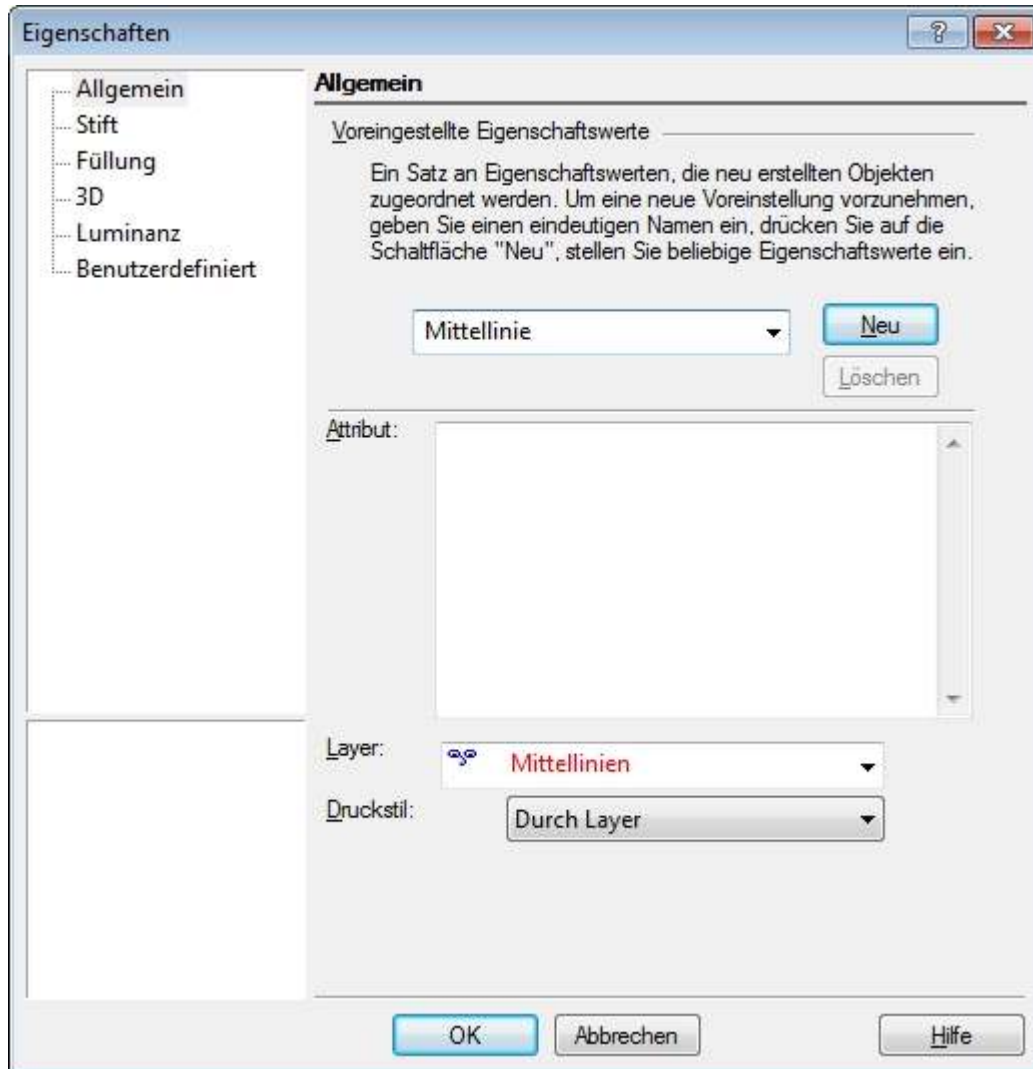 Eigenschaften
Allgemein
Stift
Füllung
3D
Luminanz
Benutzerdefiniert
Allgemein
Voreingestellte Eigenschaftswerte
Ein Satz an Eigenschaftswerten, die neu erstellten Objekten
zugeordnet werden. Um eine neue Voreinstellung vorzunehmen,
geben Sie einen eindeutigen Namen ein, drücken Sie auf die
Schaltfläche "Neu", stellen Sie beliebige Eigenschaftswerte ein.
Mittellinie
Neu
Löschen
Attribut:
Layer:
Mittellinien
Druckstil:
Durch Layer
OK
Abbrechen
Hilfe